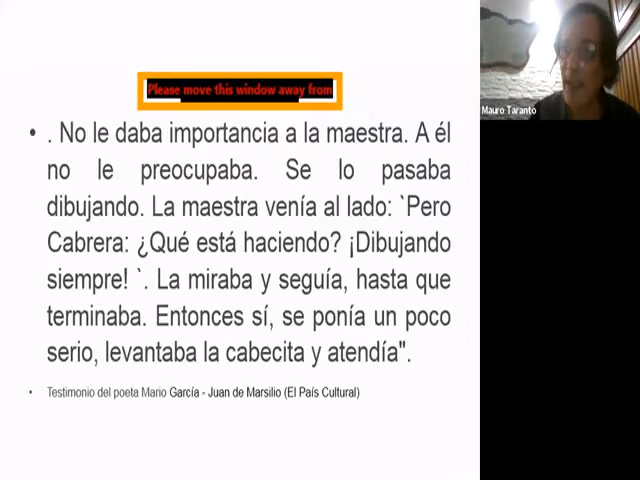 Please move this window away from
Mauro Taranto
• . No le daba importancia a la maestra. A él
no le preocupaba. Se lo pasaba
dibujando. La maestra venía al lado: `Pero
Cabrera: ¿Qué está haciendo? ¡Dibujando
siempre! `. La miraba y seguía, hasta que
terminaba. Entonces sí, se ponía un poco
serio, levantaba la cabecita y atendía".
• Testimonio del poeta Mario García - Juan de Marsilio (El País Cultural)